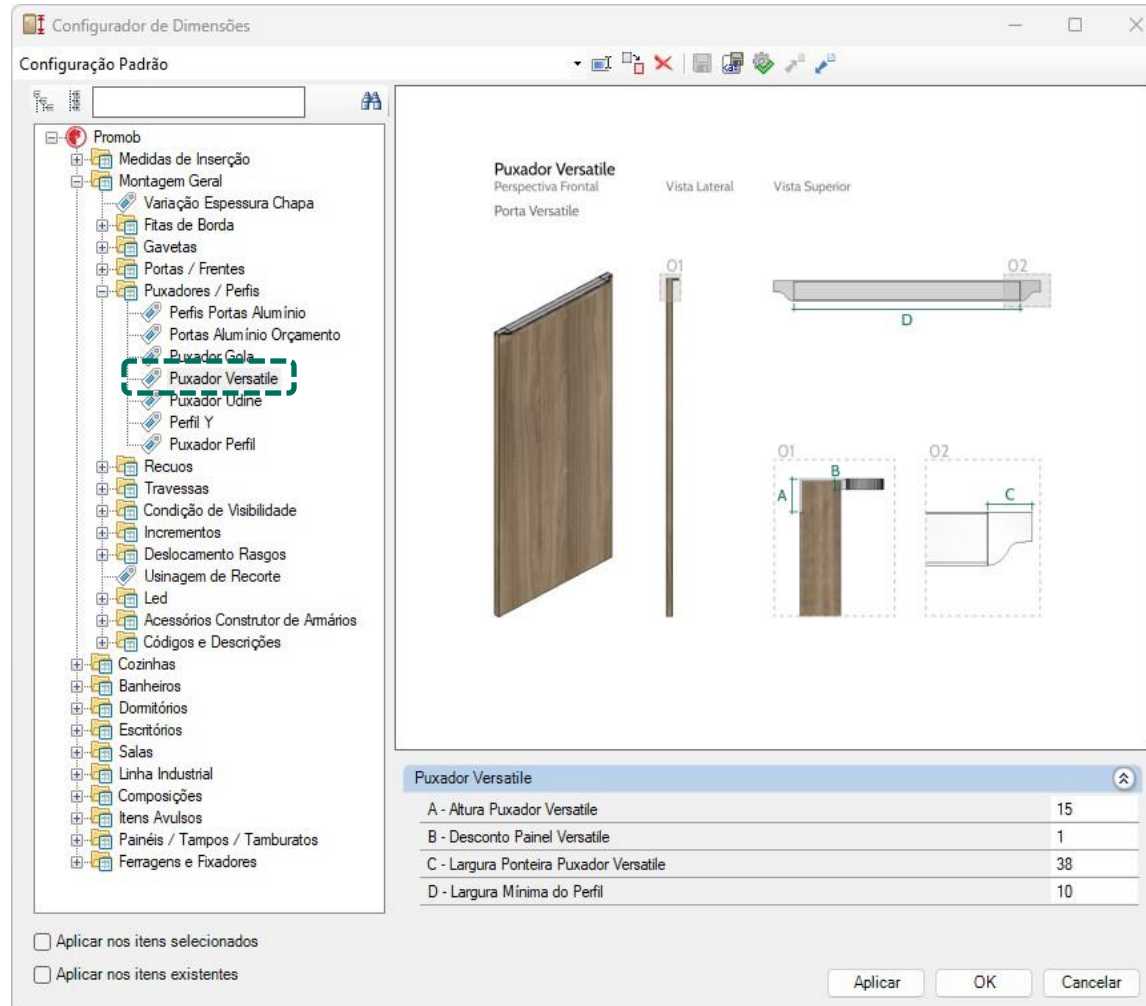 Configurador de Dimensões
Configuração Padrão
Promob
Medidas de Inserção
Montagem Geral
Variação Espessura Chapa
Fitas de Borda
Gavetas
Portas / Frentes
Puxadores / Perfis
Perfis Portas Alumínio
Portas Alumínio Orçamento
Puxador Gola
Puxador Versatile
Puxador Udine
Perfil Y
Puxador Perfil
Recuos
Travessas
Condição de Visibilidade
Incrementos
Deslocamento Rasgos
Usinagem de Recorte
Led
Acessórios Construtor de Armários
Códigos e Descrições
Cozinhas
Banheiros
Dormitórios
Escritórios
Salas
Linha Industrial
Composições
Itens Avulsos
Painéis / Tampos / Tamburatos
Ferragens e Fixadores
Puxador Versatile
Perspectiva Frontal Vista Lateral Vista Superior
Porta Versatile
01 02
D
01 02
B
A C
Puxador Versatile
A - Altura Puxador Versatile 15
B - Desconto Painel Versatile 1
C - Largura Ponteira Puxador Versatile 38
D - Largura Mínima do Perfil 10
Aplicar nos itens selecionados
Aplicar nos itens existentes
Aplicar OK Cancelar